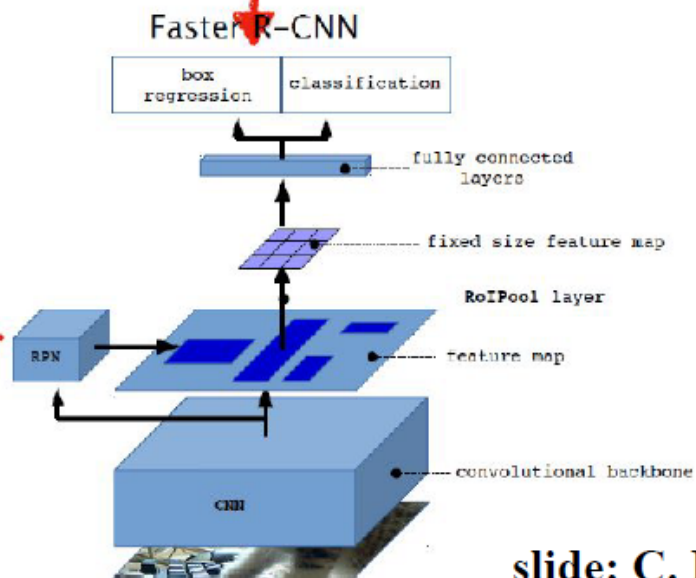 Faster R-CNN
box
regression
classification
fully connected
layers
fixed size feature map
RoIPool layer
RPN
feature map
convolutional backbone
CNN
slide: C.